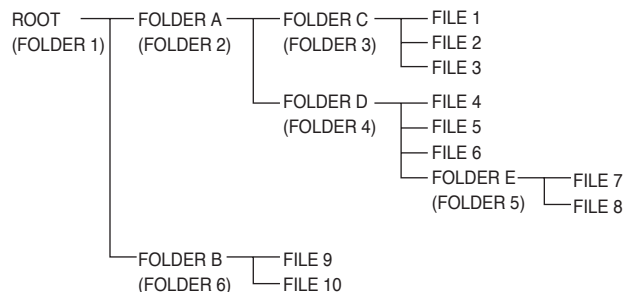 ROOT FOLDER A FOLDER C FILE 1
(FOLDER 1) (FOLDER 2) (FOLDER 3) FILE 2
FILE 3
FOLDER D FILE 4
(FOLDER 4) FILE 5
FILE 6
FOLDER E FILE 7
(FOLDER 5) FILE 8
FOLDER B FILE 9
(FOLDER 6) FILE 10